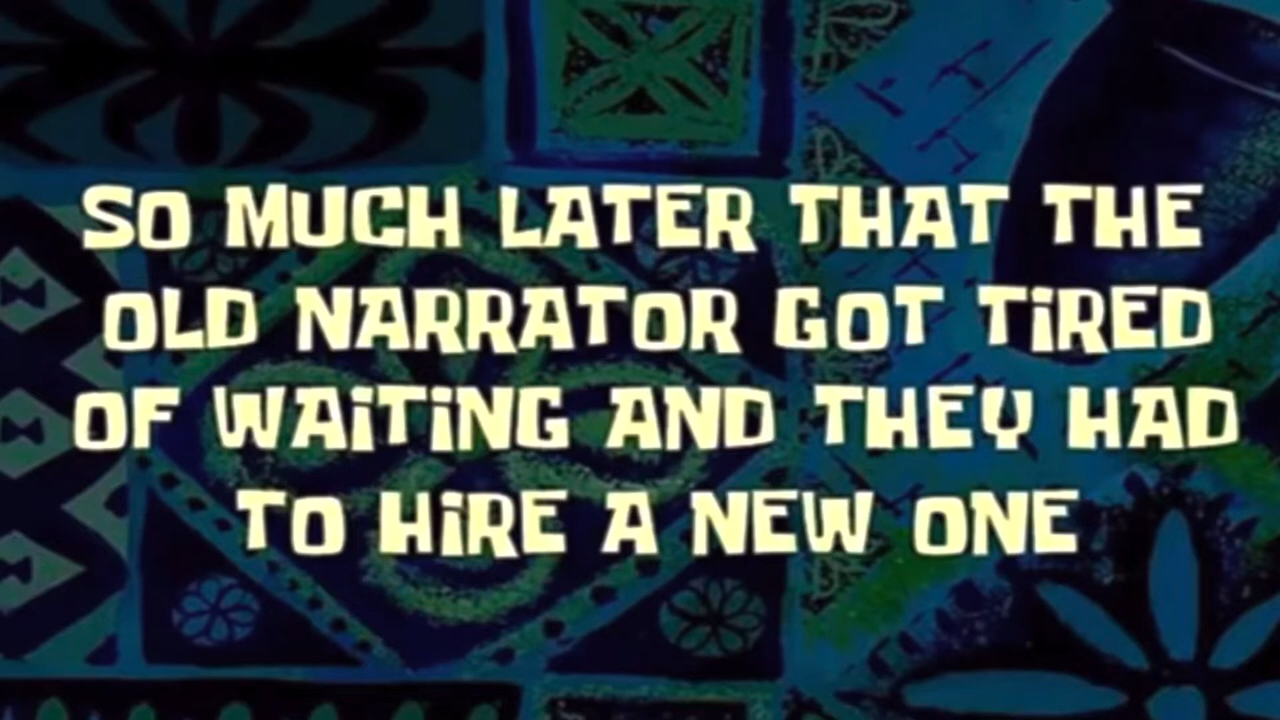 SO MUCH LATER THAT THE
OLD NARRATOR GOT TiRED
OF WAiTiNG AND THEY HAD
TO HiRE A NEW ONE